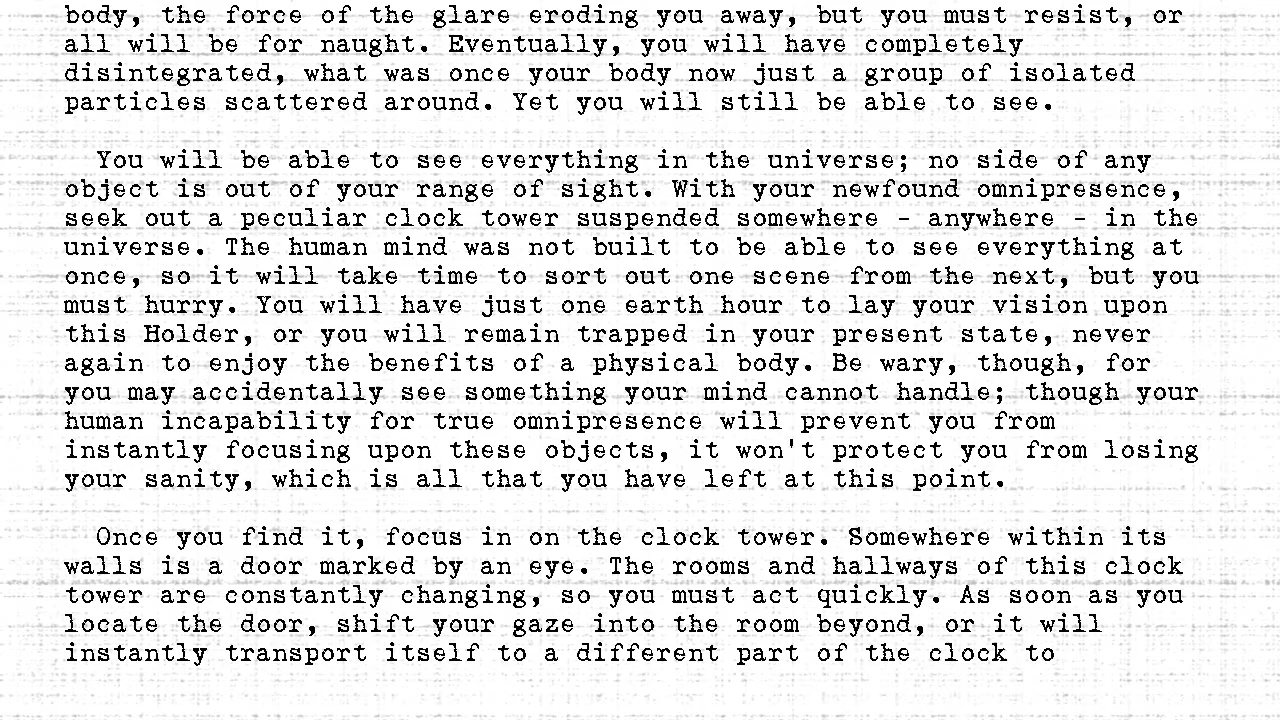 body, the force of the glare eroding you away, but you must resist, or
all will be for naught. Eventually, you will have completely
disintegrated, what was once your body now just a group of isolated
particles scattered around. Yet you will still be able to see.
You will be able to see everything in the universe; no side of any
object is out of your range of sight. With your newfound omnipresence,
seek out a peculiar clock tower suspended somewhere - anywhere - in the
universe. The human mind was not built to be able to see everything at
once, so it will take time to sort out one scene from the next, but you
must hurry. You will have just one earth hour to lay your vision upon
this Holder, or you will remain trapped in your present state, never
again to enjoy the benefits of a physical body. Be wary, though, for
you may accidentally see something your mind cannot handle; though your
human incapability for true omnipresence will prevent you from
instantly focusing upon these objects, it won't protect you from losing
your sanity, which is all that you have left at this point.
Once you find it, focus in on the clock tower. Somewhere within its
walls is a door marked by an eye. The rooms and hallways of this clock
tower are constantly changing, so you must act quickly. As soon as you
locate the door, shift your gaze into the room beyond, or it will
instantly transport itself to a different part of the clock to